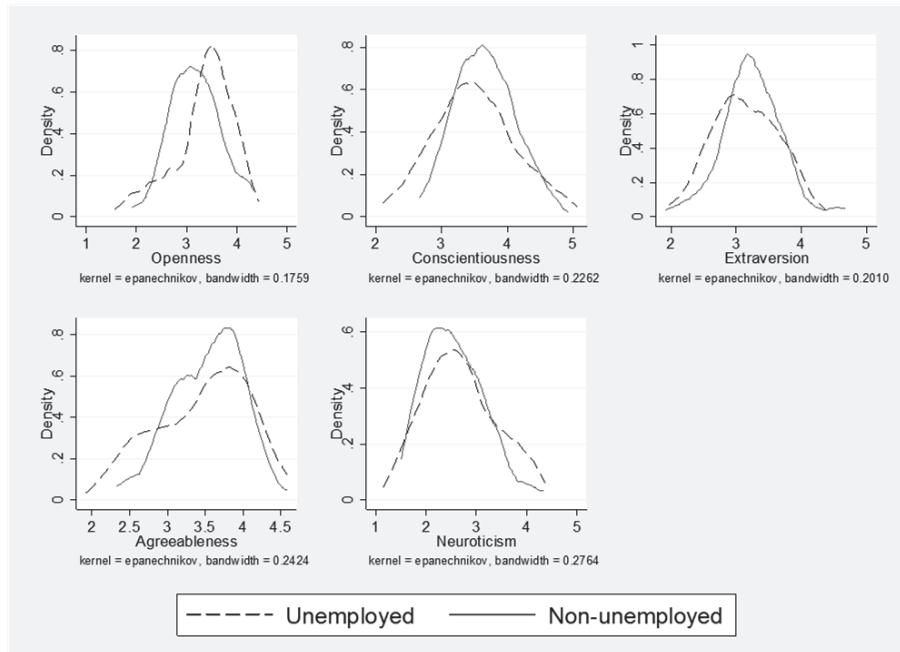 Density
0 .2 .4 .6 .8
1 2 3 4 5
Openness
kernel = epanechnikov, bandwidth = 0.1759
Density
0 .2 .4 .6 .8
2 3 4 5
Conscientiousness
kernel = epanechnikov, bandwidth = 0.2262
Density
0 .2 .4 .6 .8 1
2 3 4 5
Extraversion
kernel = epanechnikov, bandwidth = 0.2010
Density
0 .2 .4 .6 .8
2 2.5 3 3.5 4 4.5
Agreeableness
kernel = epanechnikov, bandwidth = 0.2424
Density
0 .2 .4 .6
1 2 3 4 5
Neuroticism
kernel = epanechnikov, bandwidth = 0.2764
Unemployed Non-unemployed